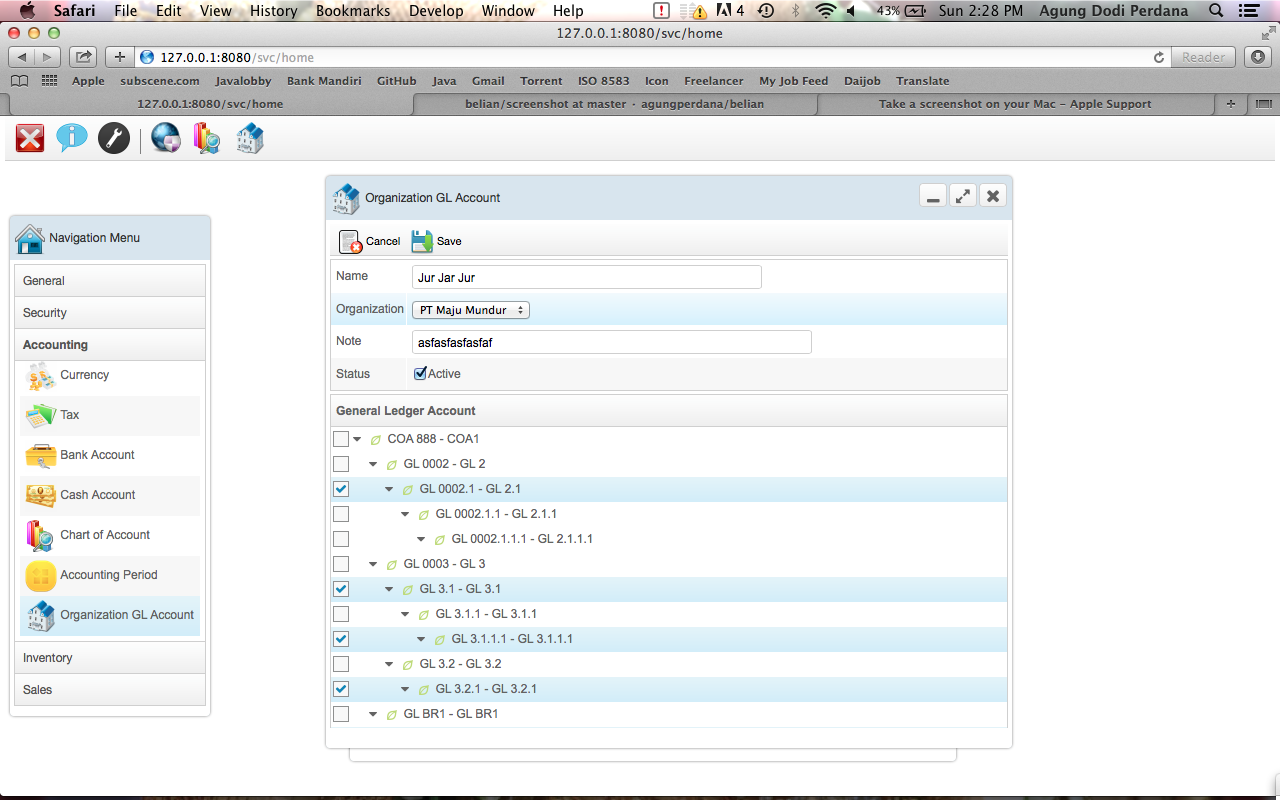 Safari File Edit View History Bookmarks Develop Window Help 4 43% Sun 2:28 PM Agung Dodi Perdana
127.0.0.1:8080/svc/home
127.0.0.1:8080/svc/home Reader
Apple subscene.com Javalobby Bank Mandiri GitHub Java Gmail Torrent ISO 8583 Icon Freelancer My Job Feed Daijob Translate
127.0.0.1:8080/svc/home belian/screenshot at master · agungperdana/belian Take a screenshot on your Mac – Apple Support
Navigation Menu
General
Security
Accounting
Currency
Tax
Bank Account
Cash Account
Chart of Account
Accounting Period
Organization GL Account
Inventory
Sales
Organization GL Account
Cancel Save
Name Jur Jar Jur
Organization PT Maju Mundur
Note asfasfasfasfaf
Status Active
General Ledger Account
COA 888 - COA1
GL 0002 - GL 2
GL 0002.1 - GL 2.1
GL 0002.1.1 - GL 2.1.1
GL 0002.1.1.1 - GL 2.1.1.1
GL 0003 - GL 3
GL 3.1 - GL 3.1
GL 3.1.1 - GL 3.1.1
GL 3.1.1.1 - GL 3.1.1.1
GL 3.2 - GL 3.2
GL 3.2.1 - GL 3.2.1
GL BR1 - GL BR1